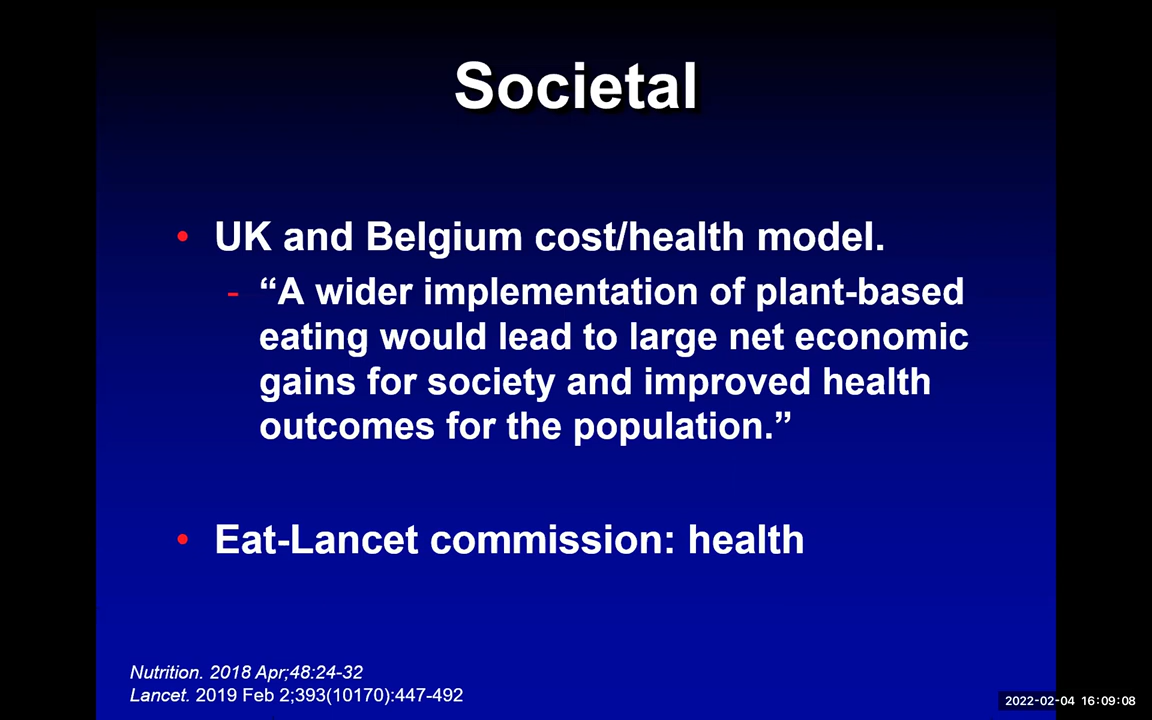 Societal
• UK and Belgium cost/health model.
- “A wider implementation of plant-based
eating would lead to large net economic
gains for society and improved health
outcomes for the population.”
• Eat-Lancet commission: health
Nutrition. 2018 Apr;48:24-32
Lancet. 2019 Feb 2;393(10170):447-492
2022-02-04 16:09:08